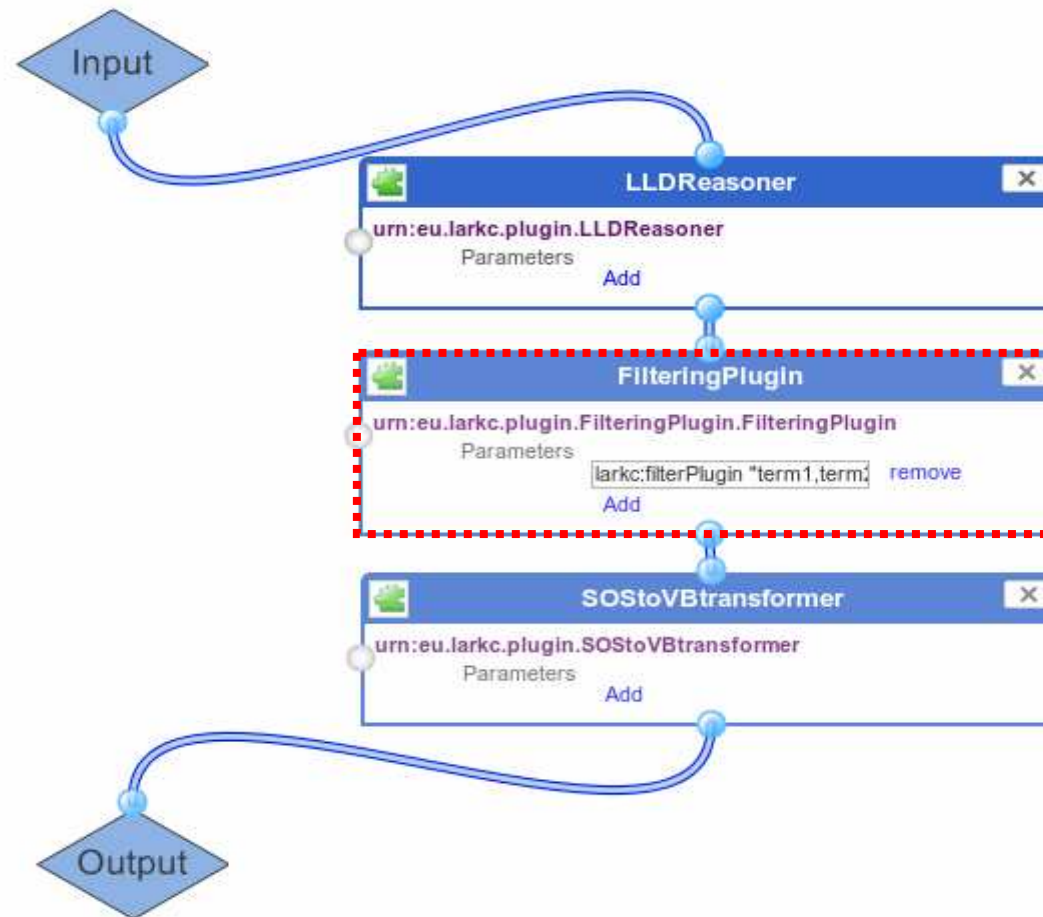 Input
LLDReasoner
urn:eu.larkc.plugin.LLDReasoner
Parameters
Add
FilteringPlugin
urn:eu.larkc.plugin.FilteringPlugin.FilteringPlugin
Parameters
larkc:filterPlugin "term1,term2 remove
Add
SOStoVBtransformer
urn:eu.larkc.plugin.SOStoVBtransformer
Parameters
Add
Output